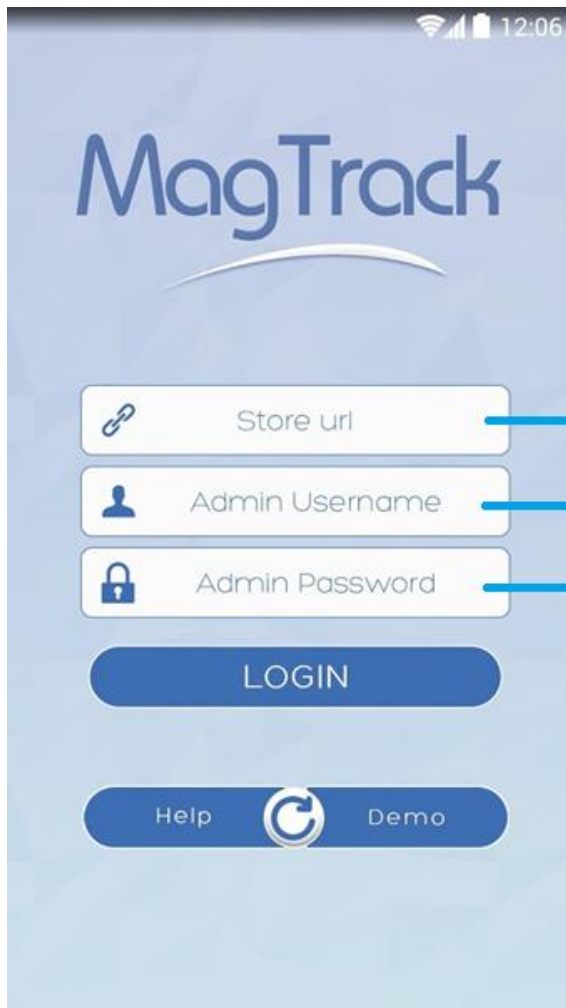 12:06
MagTrack
Store url
Admin Username
Admin Password
LOGIN
Help Demo